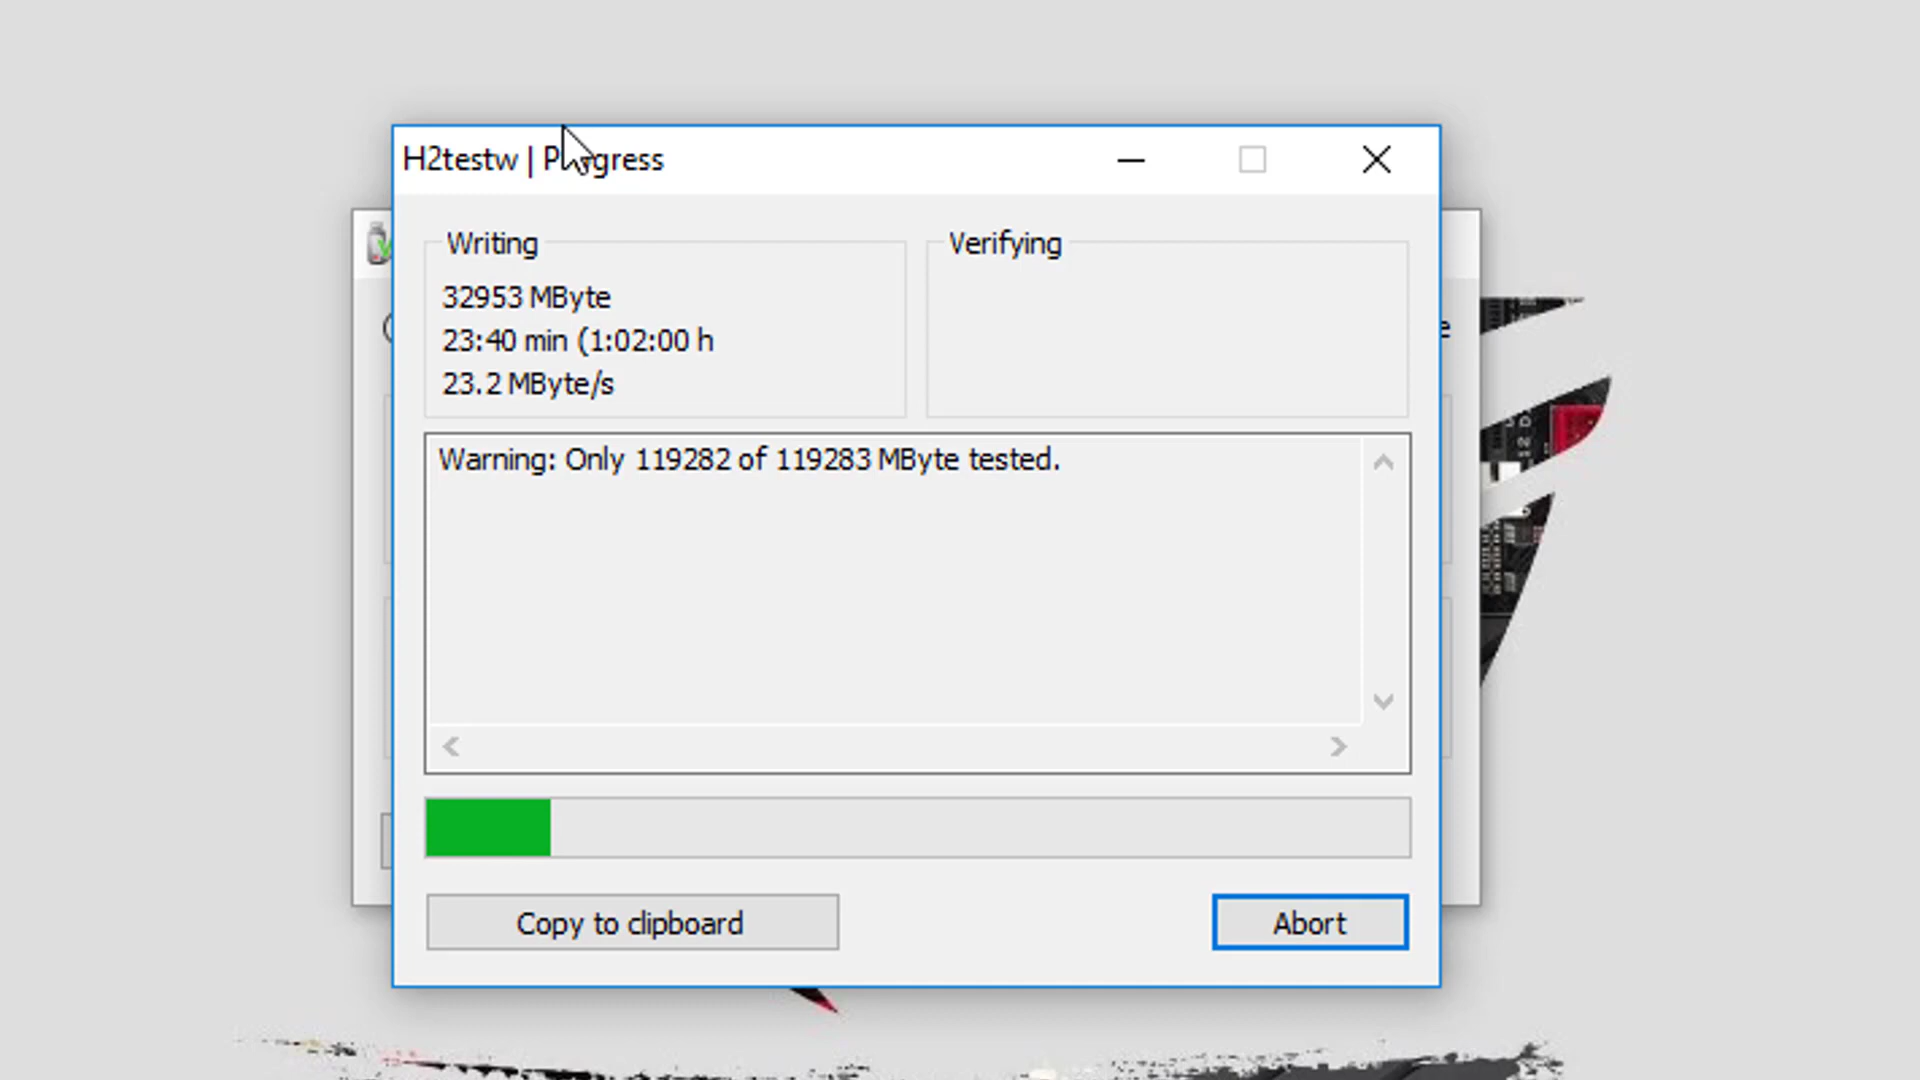 H2testw | Progress
Writing
32953 MByte
23:40 min (1:02:00 h
23.2 MByte/s
Verifying
Warning: Only 119282 of 119283 MByte tested.
Copy to clipboard
Abort